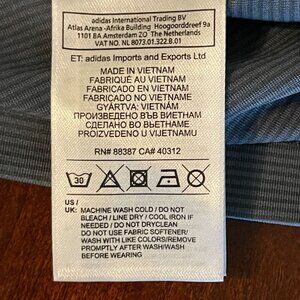 adidas International Trading BV
Atlas Arena -Afrika Building Hoogoorddreef 9a
1101 BA Amsterdam ZO The Netherlands
VAT NO. NL 8073.01.322.B.01
ET: adidas Imports and Exports Ltd
MADE IN VIETNAM
FABRIQUÉ AU VIETNAM
FABRICADO EN VIETNAM
FABRICADO NO VIETNAME
GYÁRTVA: VIETNÁM
ПРОИЗВЕДЕНО ВЪВ ВИЕТНАМ
СДЕЛАНО ВО ВЬЕТНАМЕ
PROIZVEDENO U VIJETNAMU
RN# 88387 CA# 40312
30
US /
UK: MACHINE WASH COLD / DO NOT
BLEACH / LINE DRY / COOL IRON IF
NEEDED / DO NOT DRYCLEAN
DO NOT USE FABRIC SOFTENER/
WASH WITH LIKE COLORS/REMOVE
PROMPTLY AFTER WASH/WASH
BEFORE WEARING